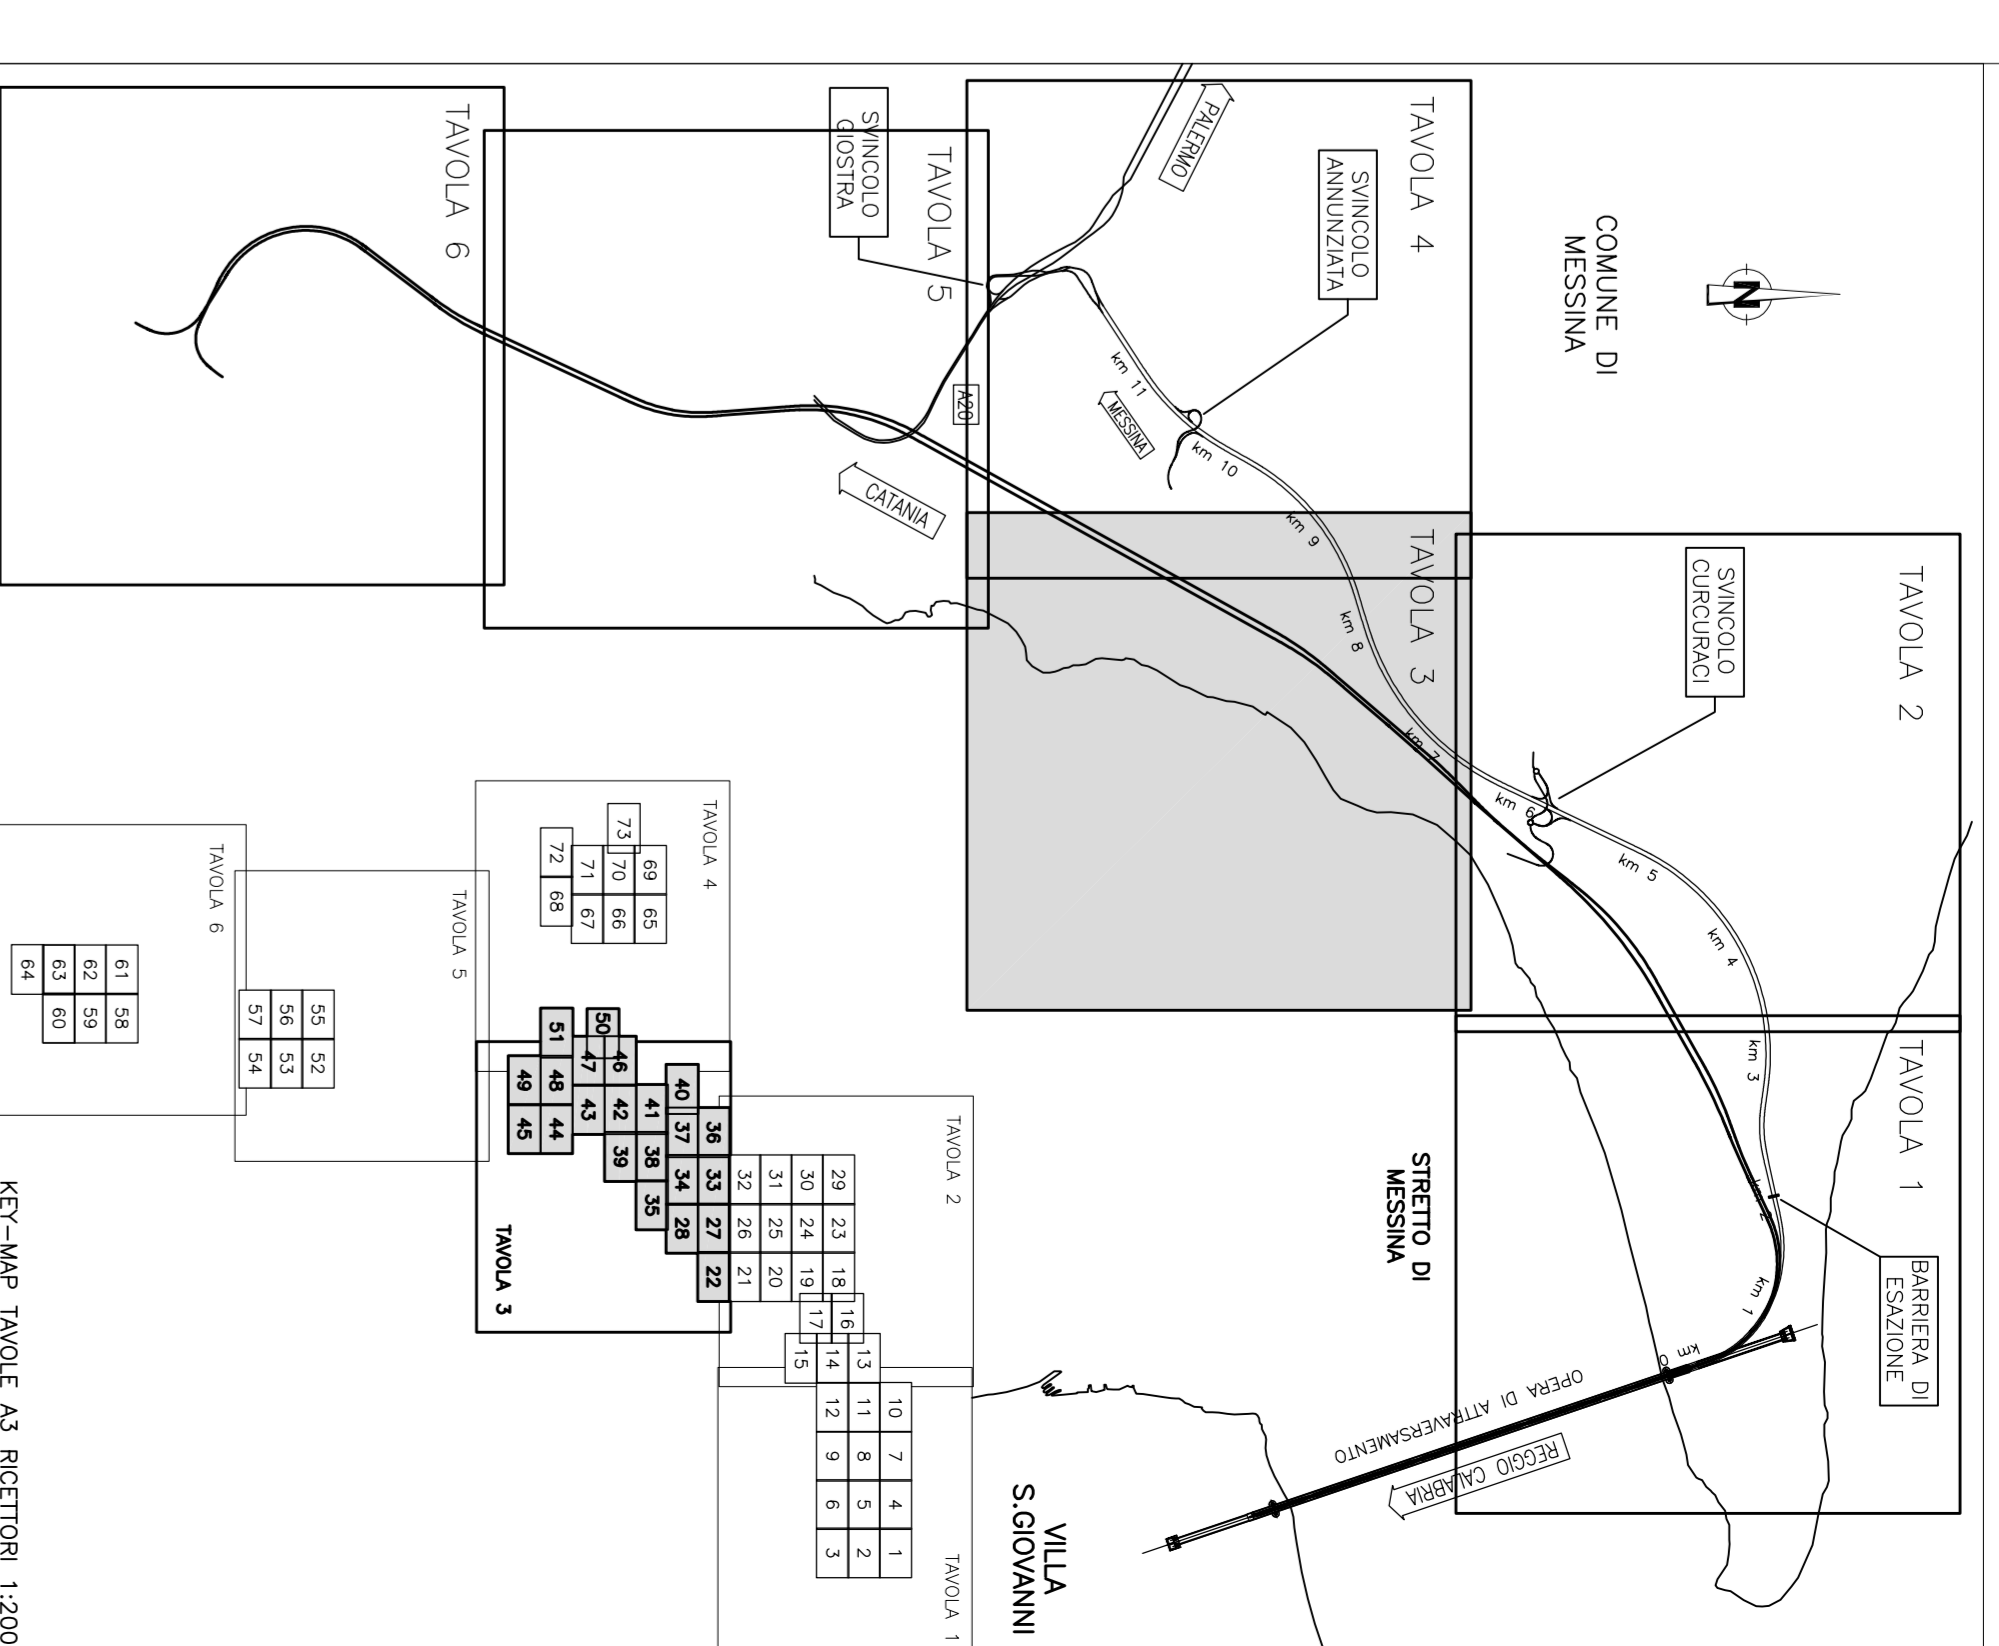 COMUNE DI
MESSINA
N
TAVOLA 4
TAVOLA 2
TAVOLA 1
TAVOLA 3
TAVOLA 5
TAVOLA 6
SVINCOLO
ANNUNZIATA
SVINCOLO
GIOSTRA
SVINCOLO
CURCURACI
BARRIERA DI
ESAZIONE
PALERMO
MESSINA
CATANIA
A20
REGGIO CALABRIA
OPERA DI ATTRAVERSAMENTO
STRETTO DI
MESSINA
VILLA
S.GIOVANNI
km 0
km 1
km 2
km 3
km 4
km 5
km 6
km 7
km 8
km 9
km 10
km 11
TAVOLA 4
73
69 65
70 66
71 67
72 68
TAVOLA 2
29 23 18
30 24 19
31 25 20
32 26 21
16
17
TAVOLA 1
13
14
15
10 7 4 1
11 8 5 2
12 9 6 3
36 33 27 22
40 37 34 28
41 38 35
46 42 39
50
47 43
51 48 44
49 45
TAVOLA 3
TAVOLA 5
55 52
56 53
57 54
TAVOLA 6
61 58
62 59
63 60
64
KEY-MAP TAVOLE A3 RICETTORI 1:200